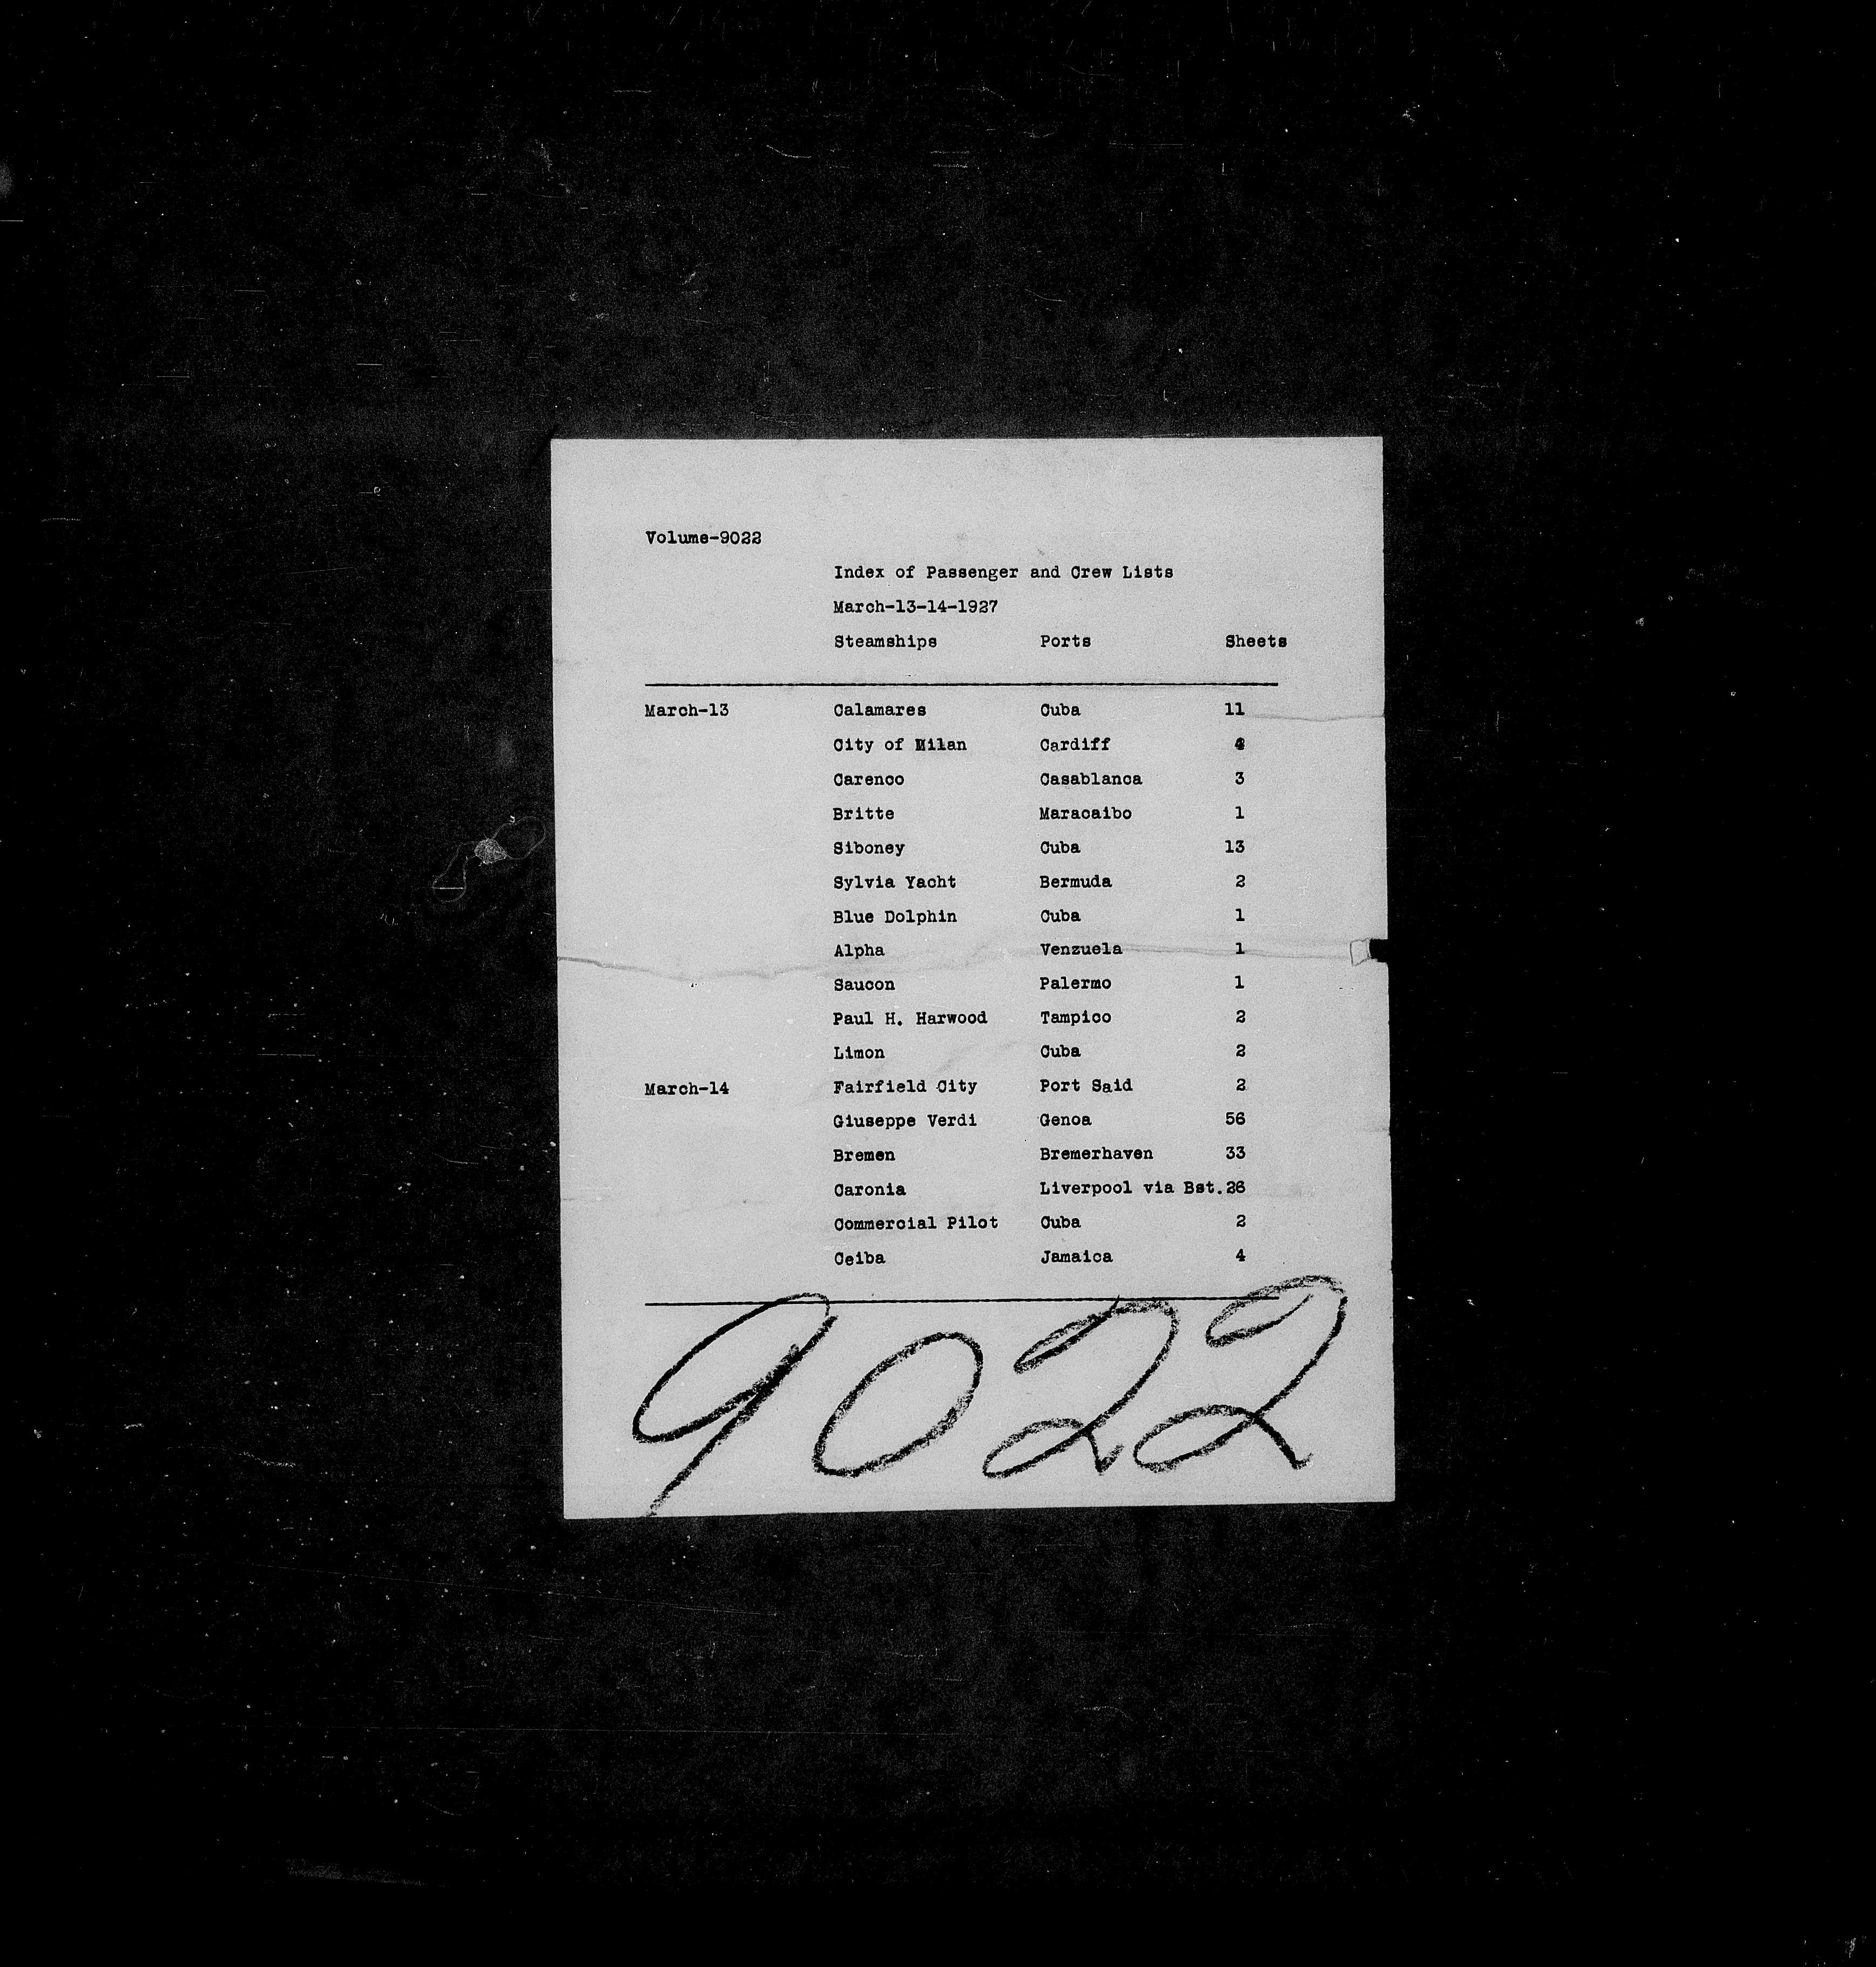 Volume-9022
Index of Passenger and Crew Lists
March-13-14-1927
Steamships Ports Sheets
March-13 Calamares Cuba 11
City of Milan Cardiff 4
Carenco Casablanca 3
Britte Maracaibo 1
Siboney Cuba 13
Sylvia Yacht Bermuda 2
Blue Dolphin Cuba 1
Alpha Venzuela 1
Saucon Palermo 1
Paul H. Harwood Tampico 2
Limon Cuba 2
March-14 Fairfield City Port Said 2
Giuseppe Verdi Genoa 56
Bremen Bremerhaven 33
Caronia Liverpool via Bst. 26
Commercial Pilot Cuba 2
Ceiba Jamaica 4
9022